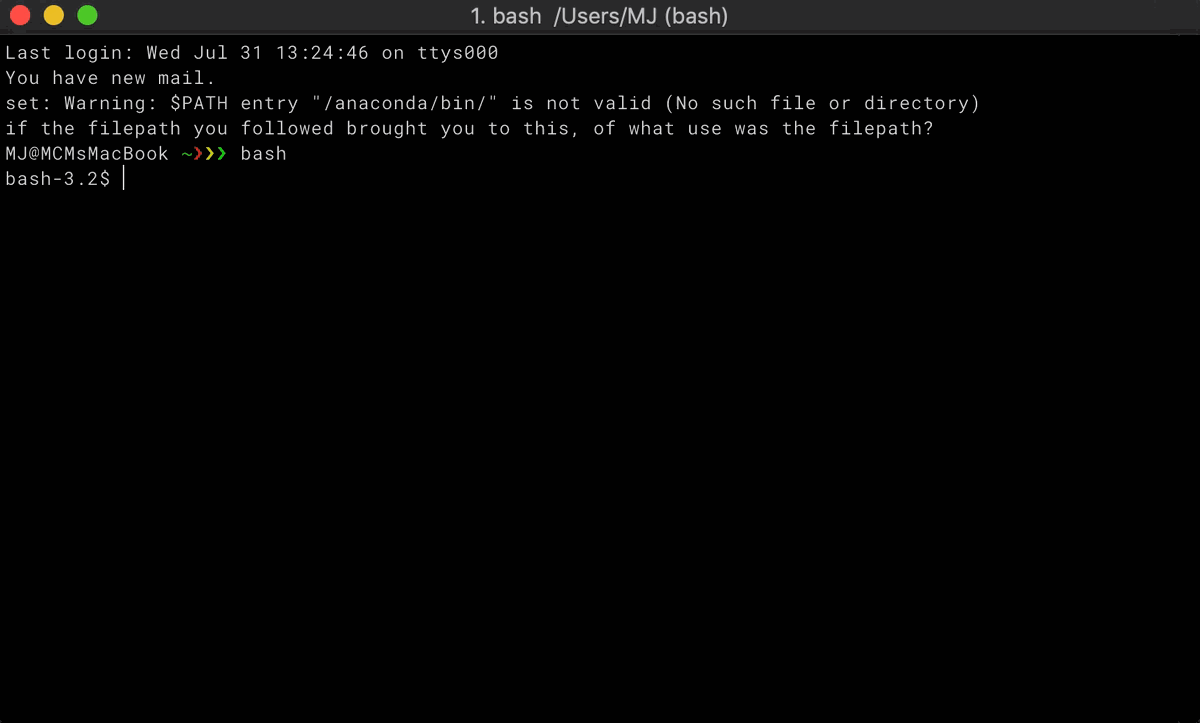 1. bash /Users/MJ (bash)
Last login: Wed Jul 31 13:24:46 on ttys000
You have new mail.
set: Warning: $PATH entry "/anaconda/bin/" is not valid (No such file or directory)
if the filepath you followed brought you to this, of what use was the filepath?
MJ@MCMsMacBook ~❯❯❯ bash
bash-3.2$